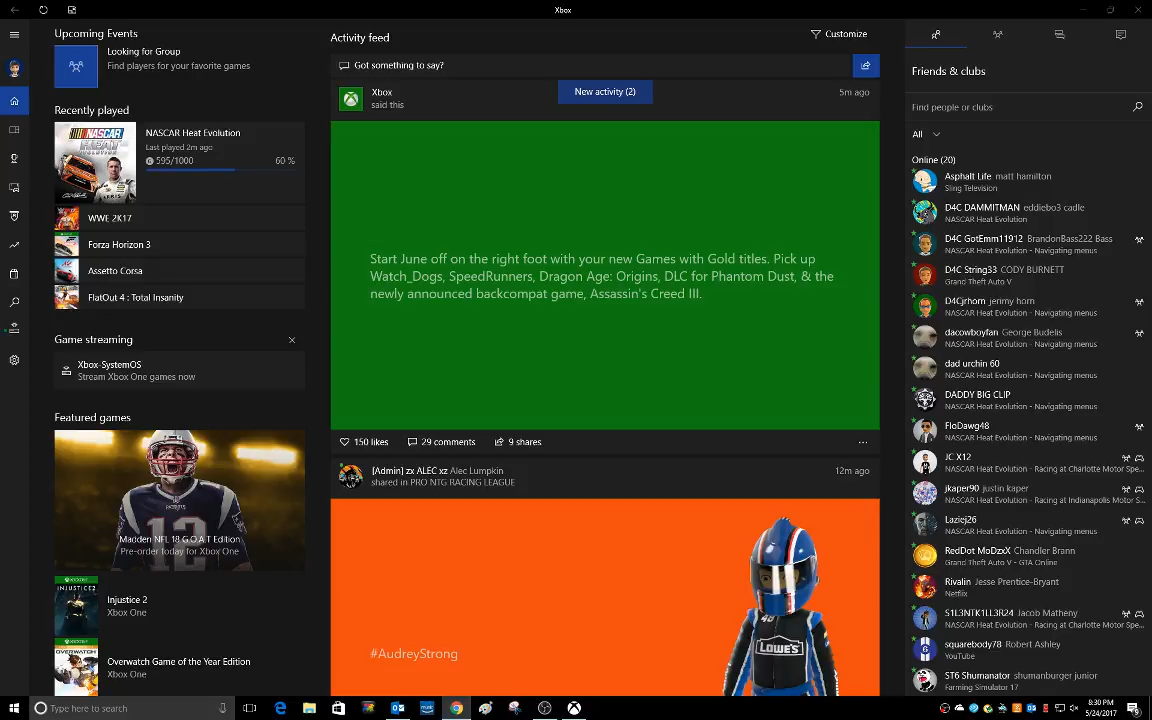 Xbox
Upcoming Events
Looking for Group
Find players for your favorite games
Recently played
NASCAR Heat Evolution
Last played 2m ago
G 595/1000
60 %
WWE 2K17
Forza Horizon 3
Assetto Corsa
FlatOut 4 : Total Insanity
Game streaming
Xbox-SystemOS
Stream Xbox One games now
Featured games
Madden NFL 18 G.O.A.T Edition
Pre-order today for Xbox One
Injustice 2
Xbox One
Overwatch Game of the Year Edition
Xbox One
Activity feed
Customize
Got something to say?
Xbox
said this
New activity (2)
5m ago
Start June off on the right foot with your new Games with Gold titles. Pick up
Watch_Dogs, SpeedRunners, Dragon Age: Origins, DLC for Phantom Dust, & the
newly announced backcompat game, Assassin's Creed III.
150 likes
29 comments
9 shares
[Admin] zx ALEC xz Alec Lumpkin
shared in PRO NTG RACING LEAGUE
12m ago
#AudreyStrong
LOWE'S
Friends & clubs
Find people or clubs
All
Online (20)
Asphalt Life matt hamilton
Sling Television
D4C DAMMITMAN eddiebo3 cadle
NASCAR Heat Evolution
D4C GotEmm11912 BrandonBass222 Bass
NASCAR Heat Evolution - Navigating menus
D4C String33 CODY BURNETT
Grand Theft Auto V
D4Cjrhorn jerimy horn
NASCAR Heat Evolution - Navigating menus
dacowboyfan George Budelis
NASCAR Heat Evolution - Navigating menus
dad urchin 60
NASCAR Heat Evolution - Navigating menus
DADDY BIG CLIP
NASCAR Heat Evolution - Navigating menus
FloDawg48
NASCAR Heat Evolution - Navigating menus
JC X12
NASCAR Heat Evolution - Racing at Charlotte Motor Spe...
jkaper90 justin kaper
NASCAR Heat Evolution - Racing at Indianapolis Motor S...
Laziej26
NASCAR Heat Evolution - Navigating menus
RedDot MoDzxX Chandler Brann
Grand Theft Auto V - GTA Online
Rivalin Jesse Prentice-Bryant
Netflix
S1L3NTK1LL3R24 Jacob Matheny
NASCAR Heat Evolution - Racing at Charlotte Motor Spe...
squarebody78 Robert Ashley
YouTube
ST6 Shumanator shumanburger junior
Farming Simulator 17
Type here to search
8:30 PM
5/24/2017